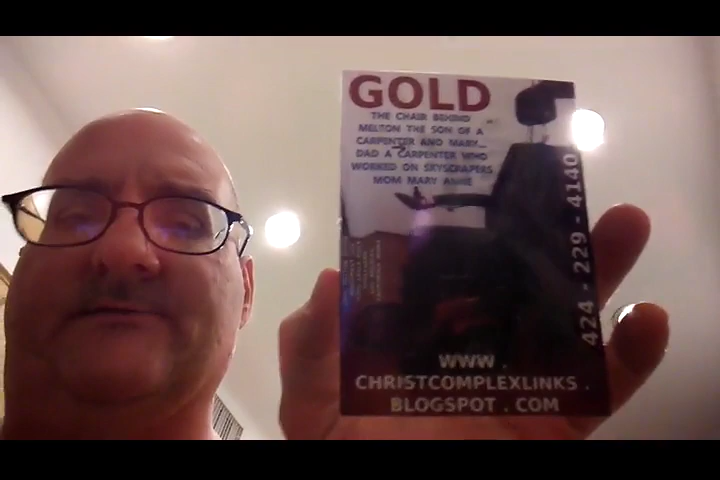 GOLD
THE CHAIR BEHIND
MELTON THE SON OF A
CARPENTER AND MARY...
DAD A CARPENTER WHO
WORKED ON SKYSCRAPERS
MOM MARY ANNE
424 - 229 - 4140
WWW .
CHRISTCOMPLEXLINKS .
BLOGSPOT . COM